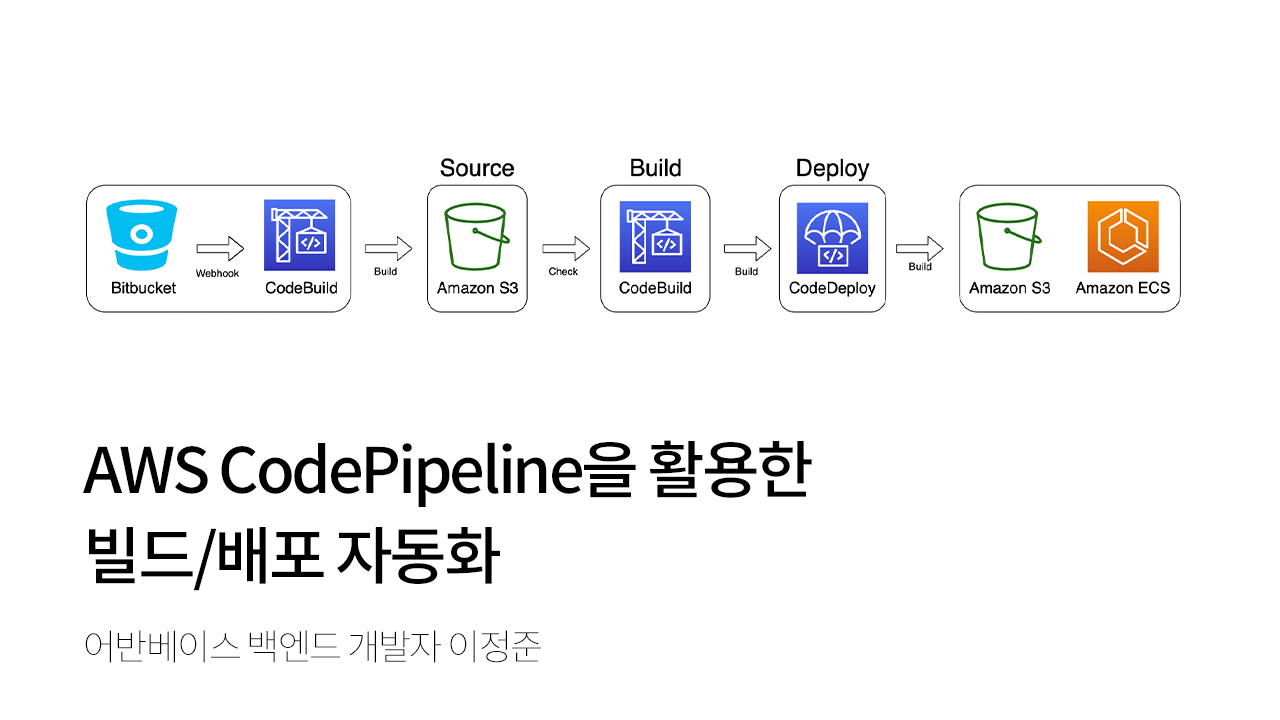 Source
Build
Deploy
Webhook
Bitbucket
CodeBuild
Build
Amazon S3
Check
CodeBuild
Build
CodeDeploy
Build
Amazon S3
Amazon ECS
AWS CodePipeline을 활용한
빌드/배포 자동화
어반베이스 백엔드 개발자 이정준